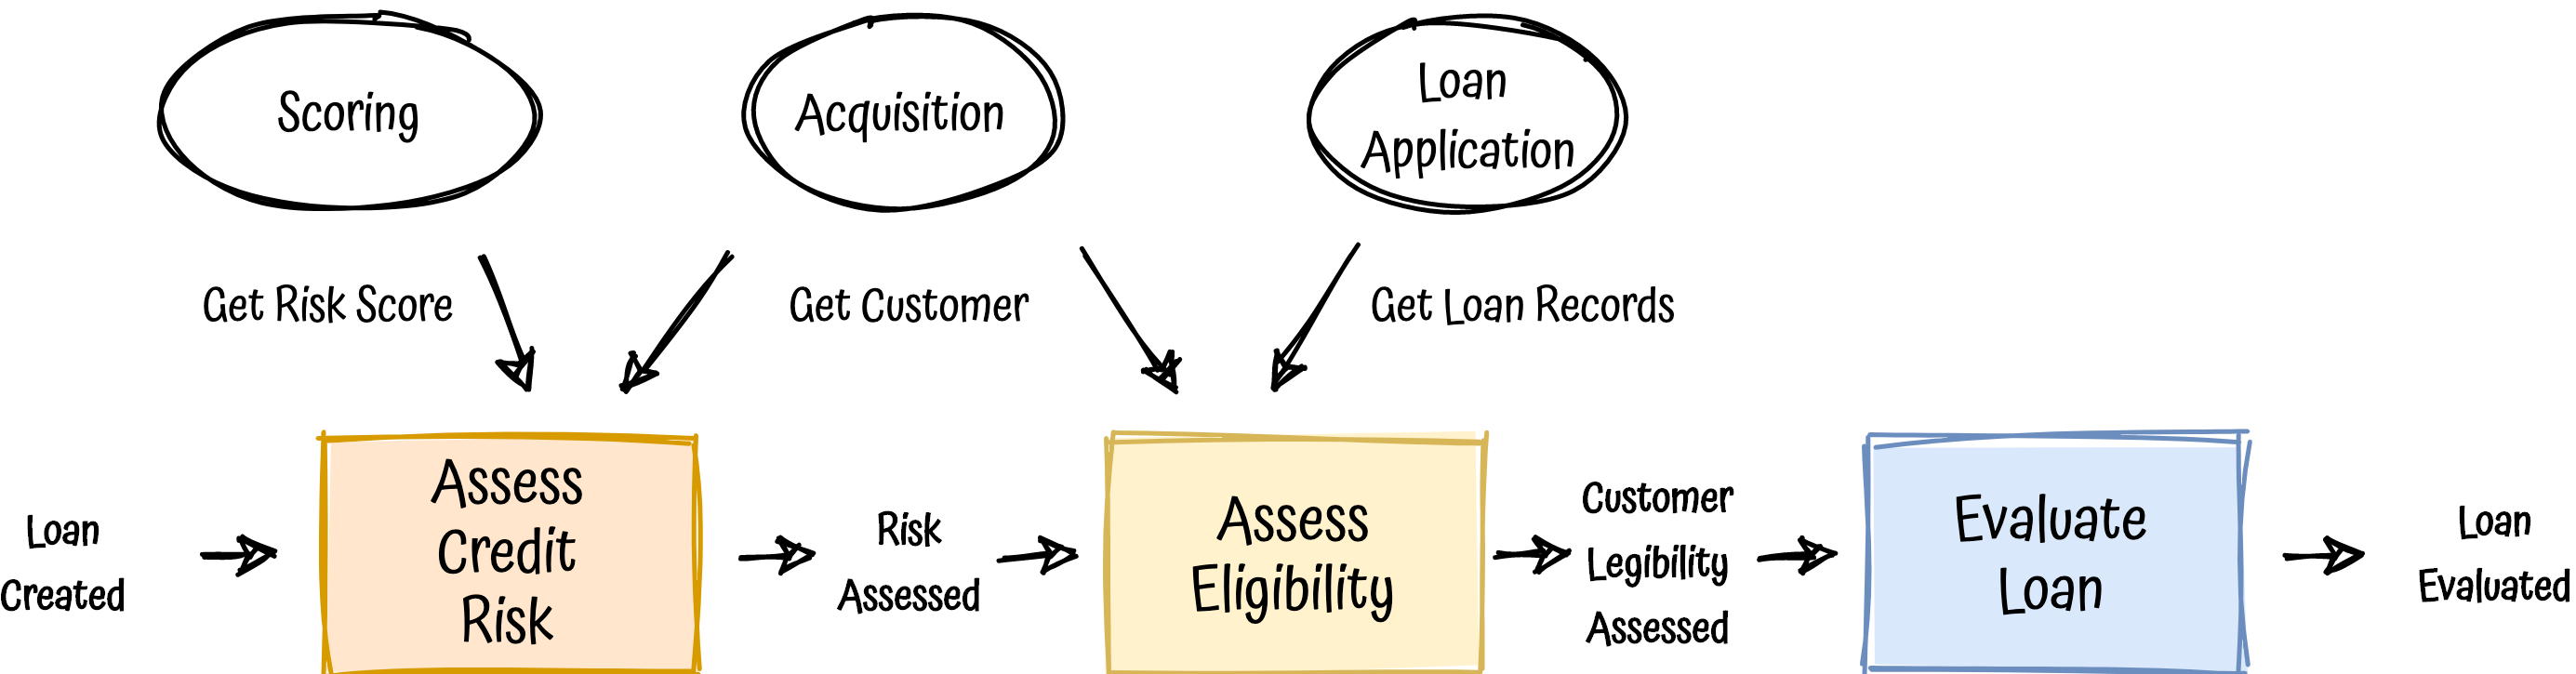 Scoring
Acquisition
Loan
Application
Get Risk Score
Get Customer
Get Loan Records
Loan
Created
Assess
Credit
Risk
Risk
Assessed
Assess
Eligibility
Customer
Legibility
Assessed
Evaluate
Loan
Loan
Evaluated